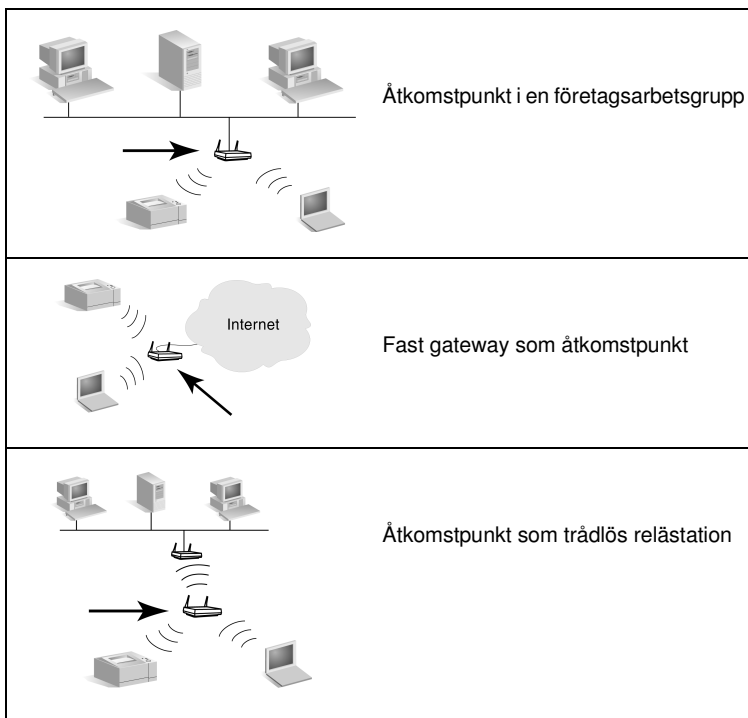 Åtkomstpunkt i en företagsarbetsgrupp
Internet
Fast gateway som åtkomstpunkt
Åtkomstpunkt som trådlös relästation